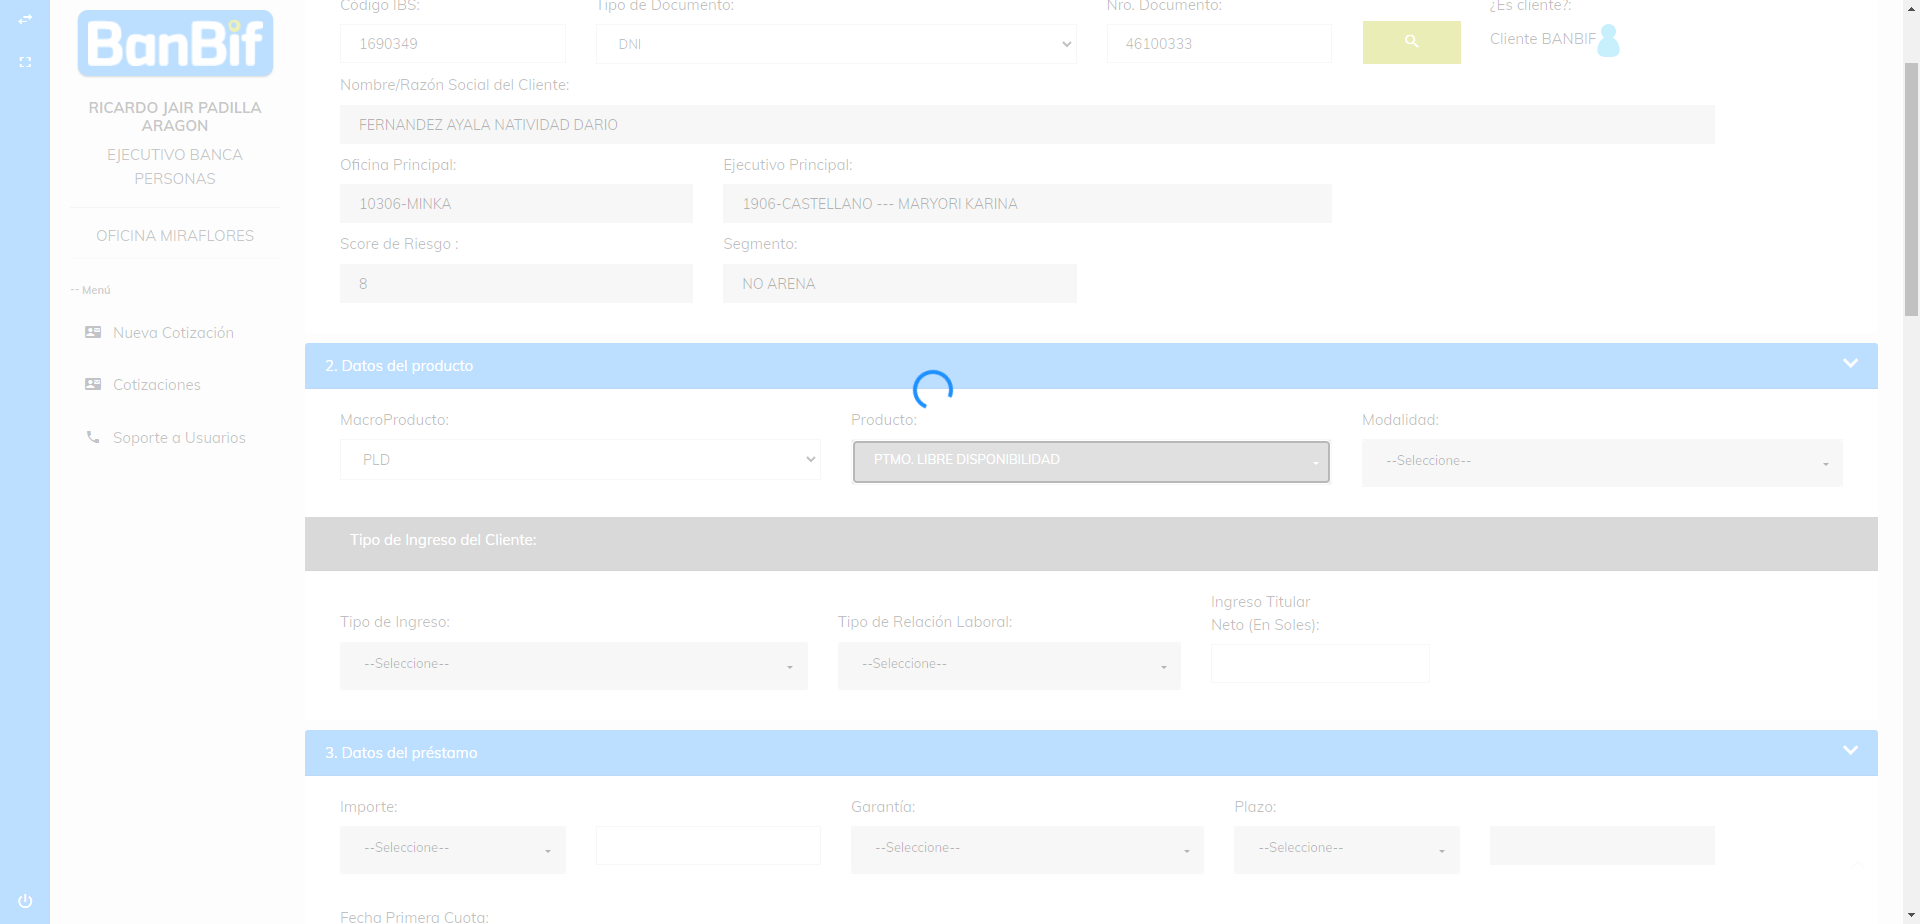 BanBif
RICARDO JAIR PADILLA
ARAGON
EJECUTIVO BANCA
PERSONAS
OFICINA MIRAFLORES
-- Menú
Nueva Cotización
Cotizaciones
Soporte a Usuarios
Código IBS:
Tipo de Documento:
Nro. Documento:
¿Es cliente?:
1690349
DNI
46100333
Cliente BANBIF
Nombre/Razón Social del Cliente:
FERNANDEZ AYALA NATIVIDAD DARIO
Oficina Principal:
Ejecutivo Principal:
10306-MINKA
1906-CASTELLANO --- MARYORI KARINA
Score de Riesgo :
Segmento:
8
NO ARENA
2. Datos del producto
MacroProducto:
Producto:
Modalidad:
PLD
PTMO. LIBRE DISPONIBILIDAD
--Seleccione--
Tipo de Ingreso del Cliente:
Tipo de Ingreso:
Tipo de Relación Laboral:
Ingreso Titular
Neto (En Soles):
--Seleccione--
--Seleccione--
3. Datos del préstamo
Importe:
Garantía:
Plazo:
--Seleccione--
--Seleccione--
--Seleccione--
Fecha Primera Cuota: